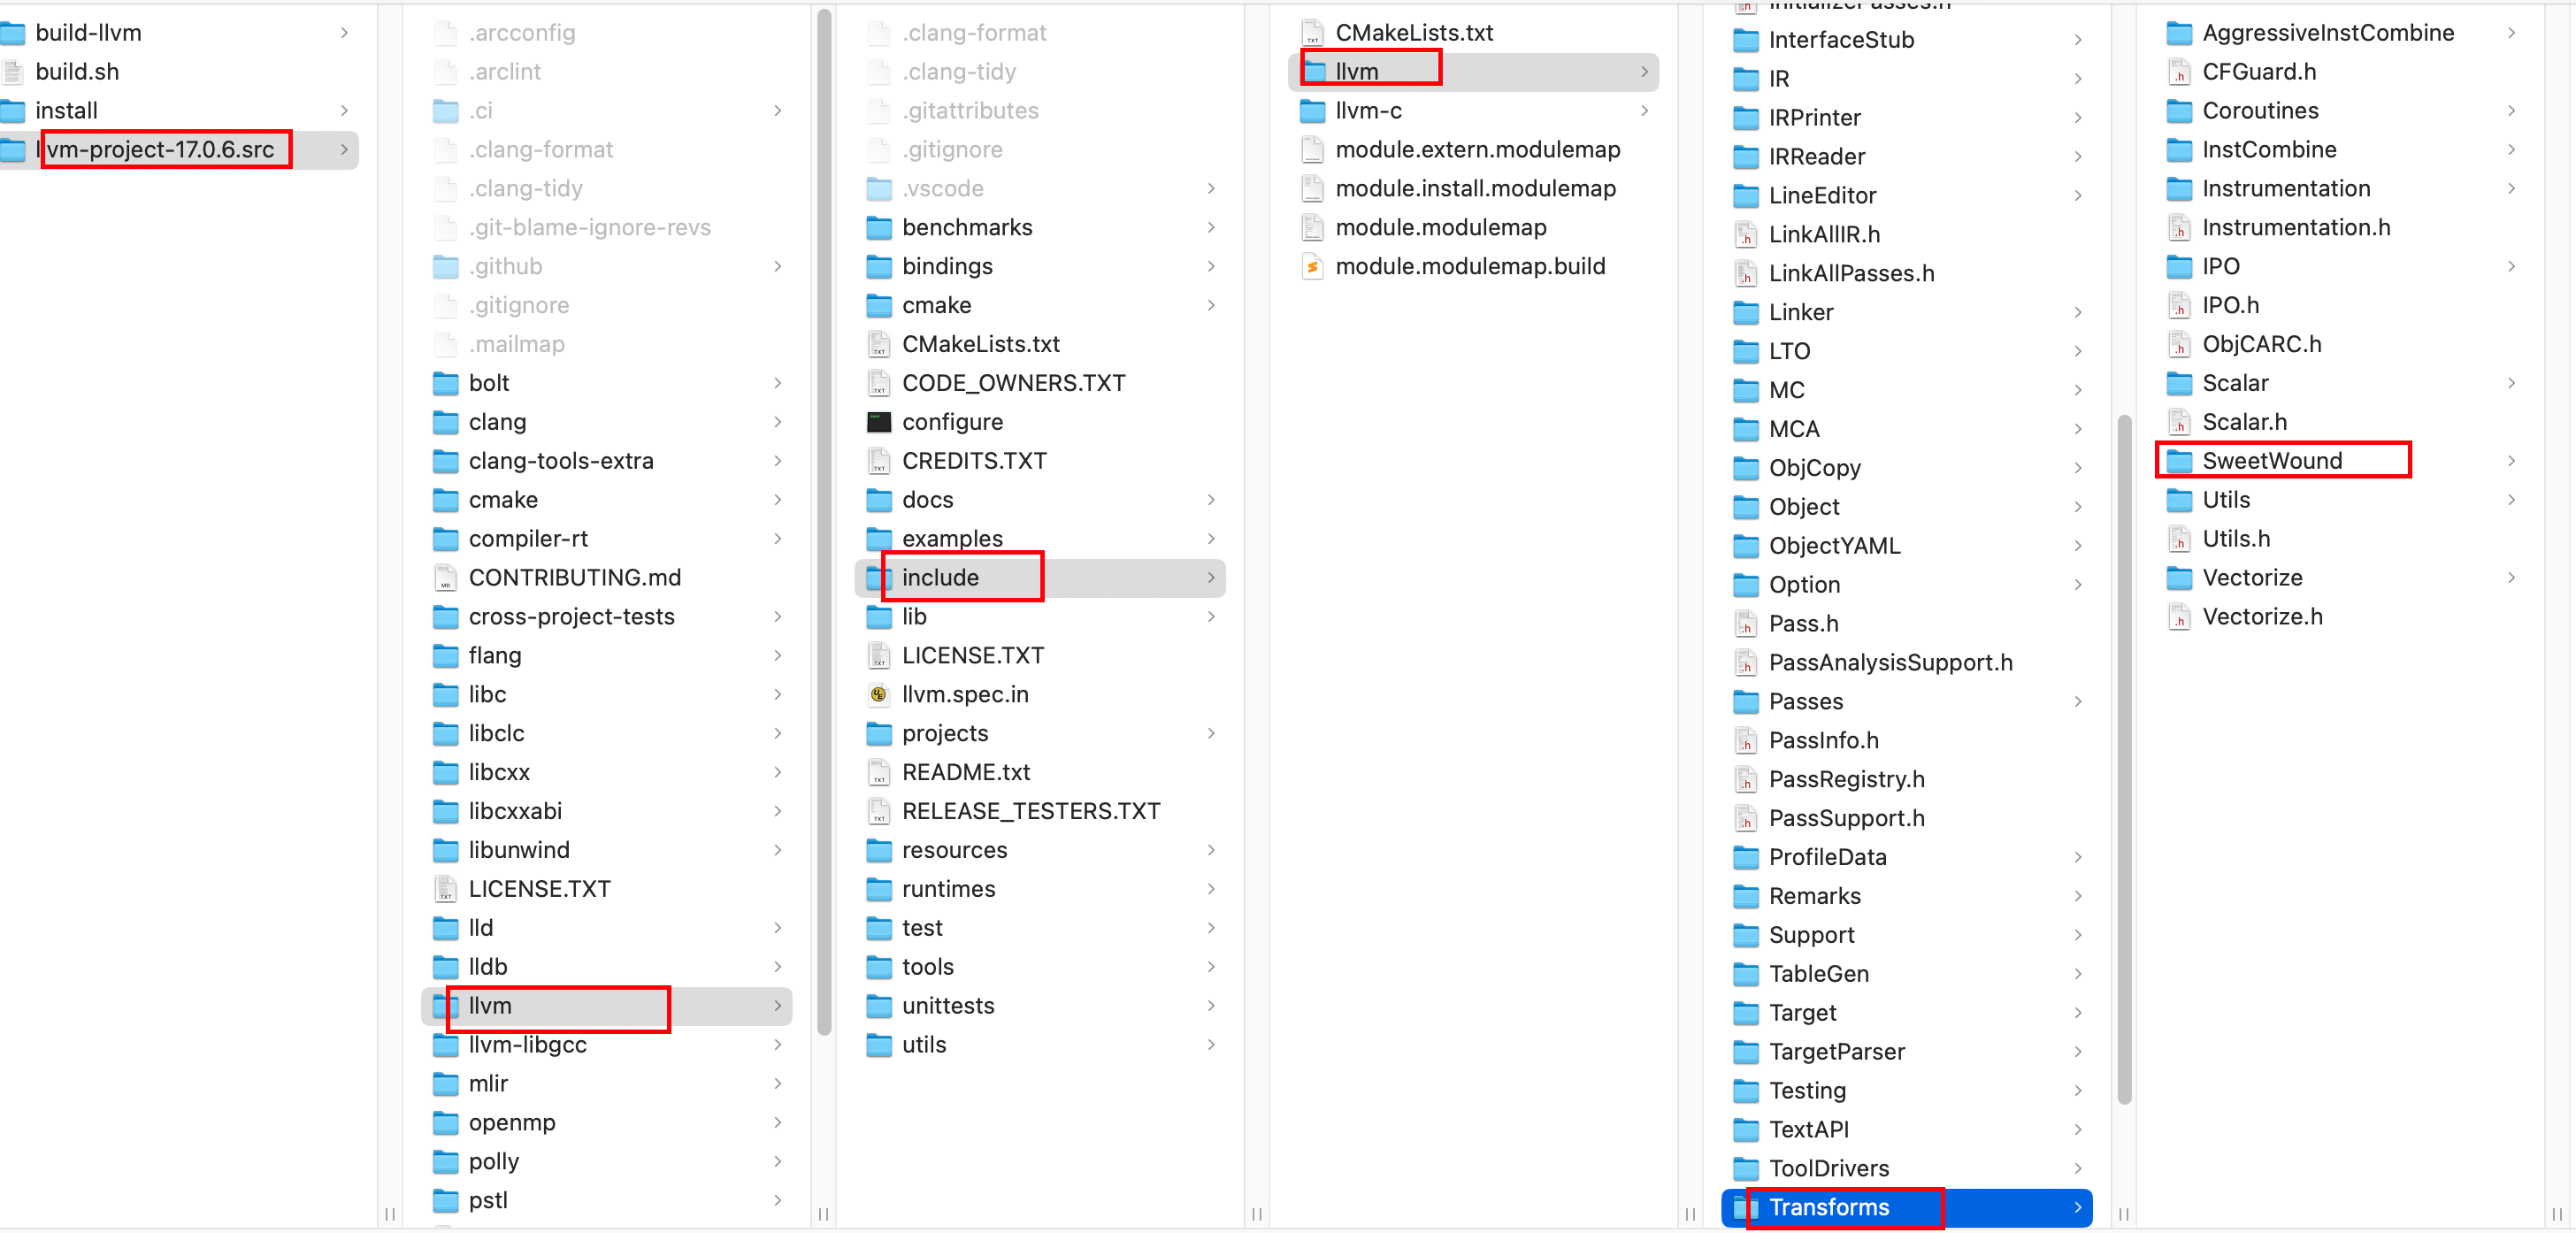 build-llvm
build.sh
install
llvm-project-17.0.6.src
.arcconfig
.arclint
.ci
.clang-format
.clang-tidy
.git-blame-ignore-revs
.github
.gitignore
.mailmap
bolt
clang
clang-tools-extra
cmake
compiler-rt
CONTRIBUTING.md
cross-project-tests
flang
libc
libclc
libcxx
libcxxabi
libunwind
LICENSE.TXT
lld
lldb
llvm
llvm-libgcc
mlir
openmp
polly
pstl
.clang-format
.clang-tidy
.gitattributes
.gitignore
.vscode
benchmarks
bindings
cmake
CMakeLists.txt
CODE_OWNERS.TXT
configure
CREDITS.TXT
docs
examples
include
lib
LICENSE.TXT
llvm.spec.in
projects
README.txt
RELEASE_TESTERS.TXT
resources
runtimes
test
tools
unittests
utils
CMakeLists.txt
llvm
llvm-c
module.extern.modulemap
module.install.modulemap
module.modulemap
module.modulemap.build
InitializePasses.h
InterfaceStub
IR
IRPrinter
IRReader
LineEditor
LinkAllIR.h
LinkAllPasses.h
Linker
LTO
MC
MCA
ObjCopy
Object
ObjectYAML
Option
Pass.h
PassAnalysisSupport.h
Passes
PassInfo.h
PassRegistry.h
PassSupport.h
ProfileData
Remarks
Support
TableGen
Target
TargetParser
Testing
TextAPI
ToolDrivers
Transforms
AggressiveInstCombine
CFGuard.h
Coroutines
InstCombine
Instrumentation
Instrumentation.h
IPO
IPO.h
ObjCARC.h
Scalar
Scalar.h
SweetWound
Utils
Utils.h
Vectorize
Vectorize.h